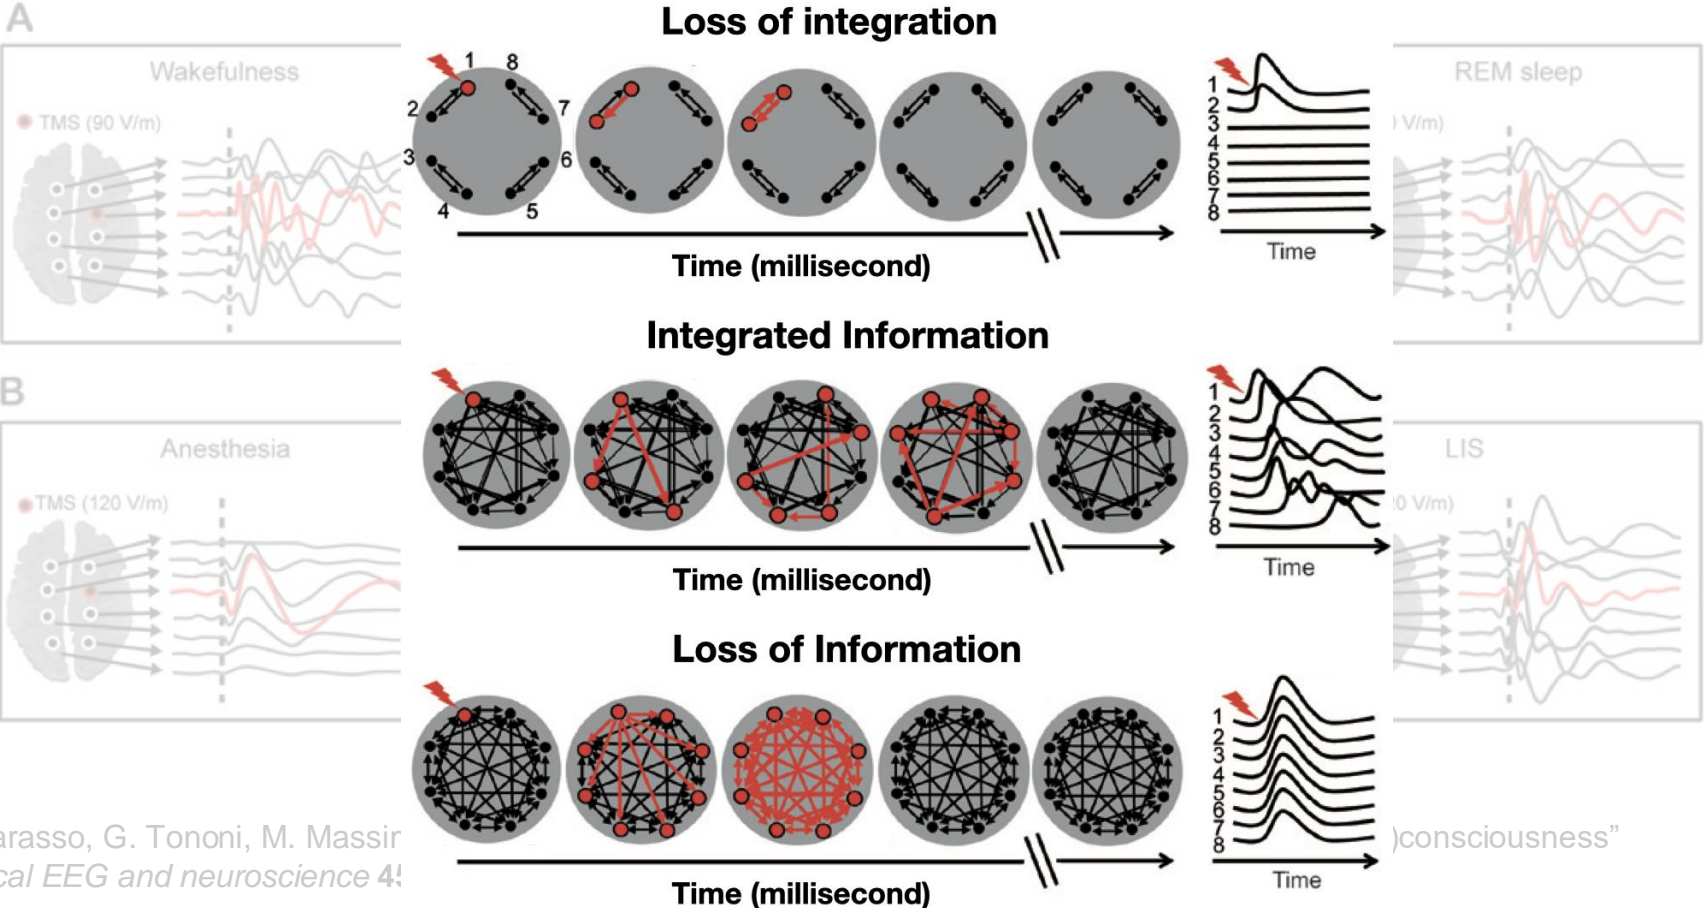 A
Wakefulness
TMS (90 V/m)
B
Anesthesia
TMS (120 V/m)
arasso, G. Tononi, M. Massim
cal EEG and neuroscience 45
Loss of integration
1 8
2 7
3 6
4 5
Time (millisecond)
1
2
3
4
5
6
7
8
Time
Integrated Information
Time (millisecond)
1
2
3
4
5
6
7
8
Time
Loss of Information
Time (millisecond)
1
2
3
4
5
6
7
8
Time
REM sleep
V/m)
LIS
20 V/m)
)consciousness”